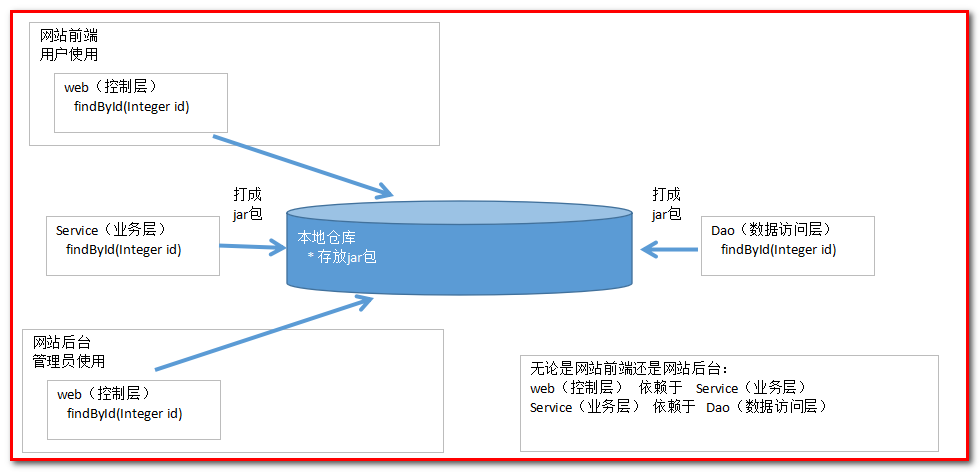 网站前端
用户使用
web（控制层）
findById(Integer id)
打成
jar包
打成
jar包
Service（业务层）
findById(Integer id)
本地仓库
* 存放jar包
Dao（数据访问层）
findById(Integer id)
网站后台
管理员使用
web（控制层）
findById(Integer id)
无论是网站前端还是网站后台：
web（控制层） 依赖于 Service（业务层）
Service（业务层） 依赖于 Dao（数据访问层）